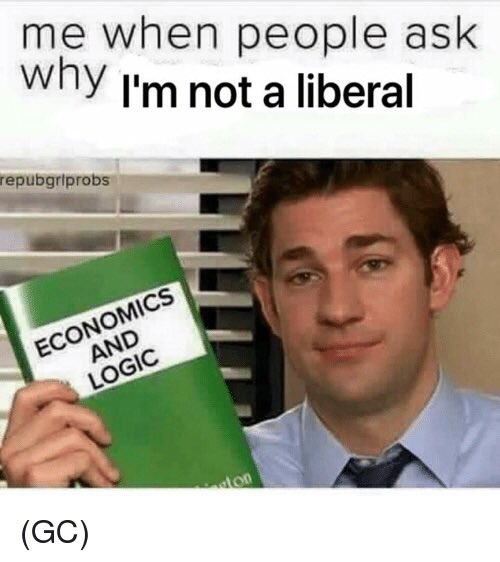 me when people ask
why I'm not a liberal
repubgrlprobs
ECONOMICS
AND
LOGIC
(GC)